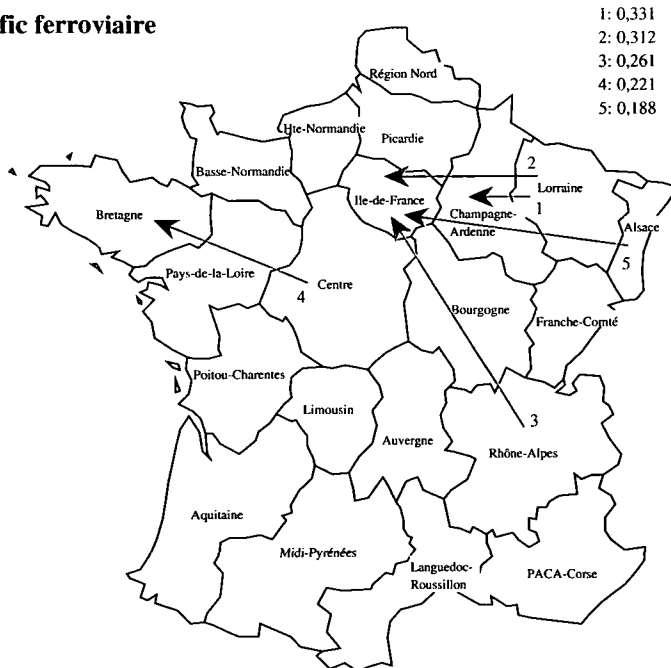 fic ferroviaire
1: 0,331
2: 0,312
3: 0,261
4: 0,221
5: 0,188
Région Nord
Hte-Normandie
Picardie
Basse-Normandie
2
Lorraine
Ile-de-France
1
Bretagne
Champagne-
Ardenne
Alsace
5
Pays-de-la-Loire
4
Centre
Bourgogne
Franche-Comté
Poitou-Charentes
Limousin
3
Auvergne
Rhône-Alpes
Aquitaine
Midi-Pyrénées
Languedoc-
Roussillon
PACA-Corse